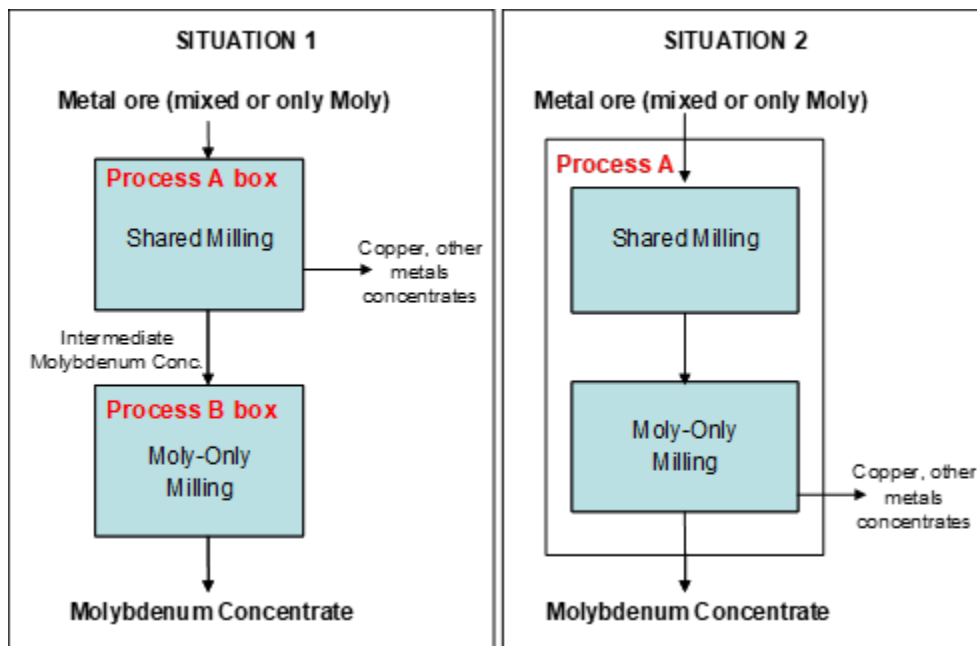 SITUATION 1
Metal ore (mixed or only Moly)
Process A box
Shared Milling
Copper, other
metals
concentrates
Intermediate
Molybdenum Conc.
Process B box
Moly-Only
Milling
Molybdenum Concentrate
SITUATION 2
Metal ore (mixed or only Moly)
Process A
Shared Milling
Moly-Only
Milling
Copper, other
metals
concentrates
Molybdenum Concentrate